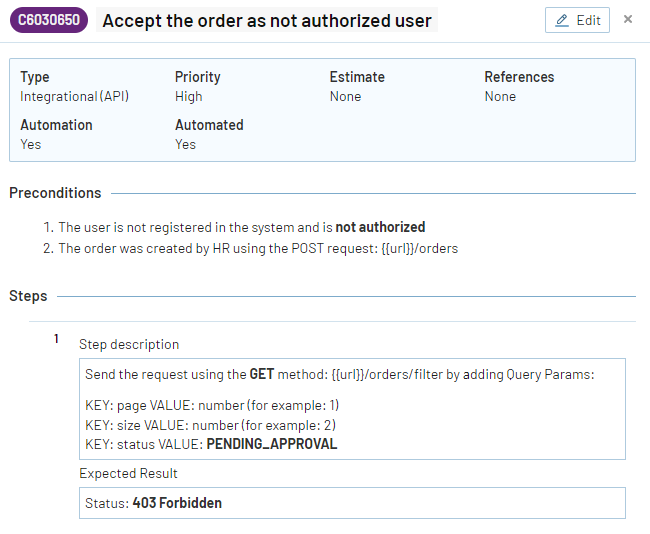 C6030650 Accept the order as not authorized user Edit ×
Type Priority Estimate References
Integrational (API) High None None
Automation Automated
Yes Yes
Preconditions
1. The user is not registered in the system and is not authorized
2. The order was created by HR using the POST request: {{url}}/orders
Steps
1 Step description
Send the request using the GET method: {{url}}/orders/filter by adding Query Params:
KEY: page VALUE: number (for example: 1)
KEY: size VALUE: number (for example: 2)
KEY: status VALUE: PENDING_APPROVAL
Expected Result
Status: 403 Forbidden